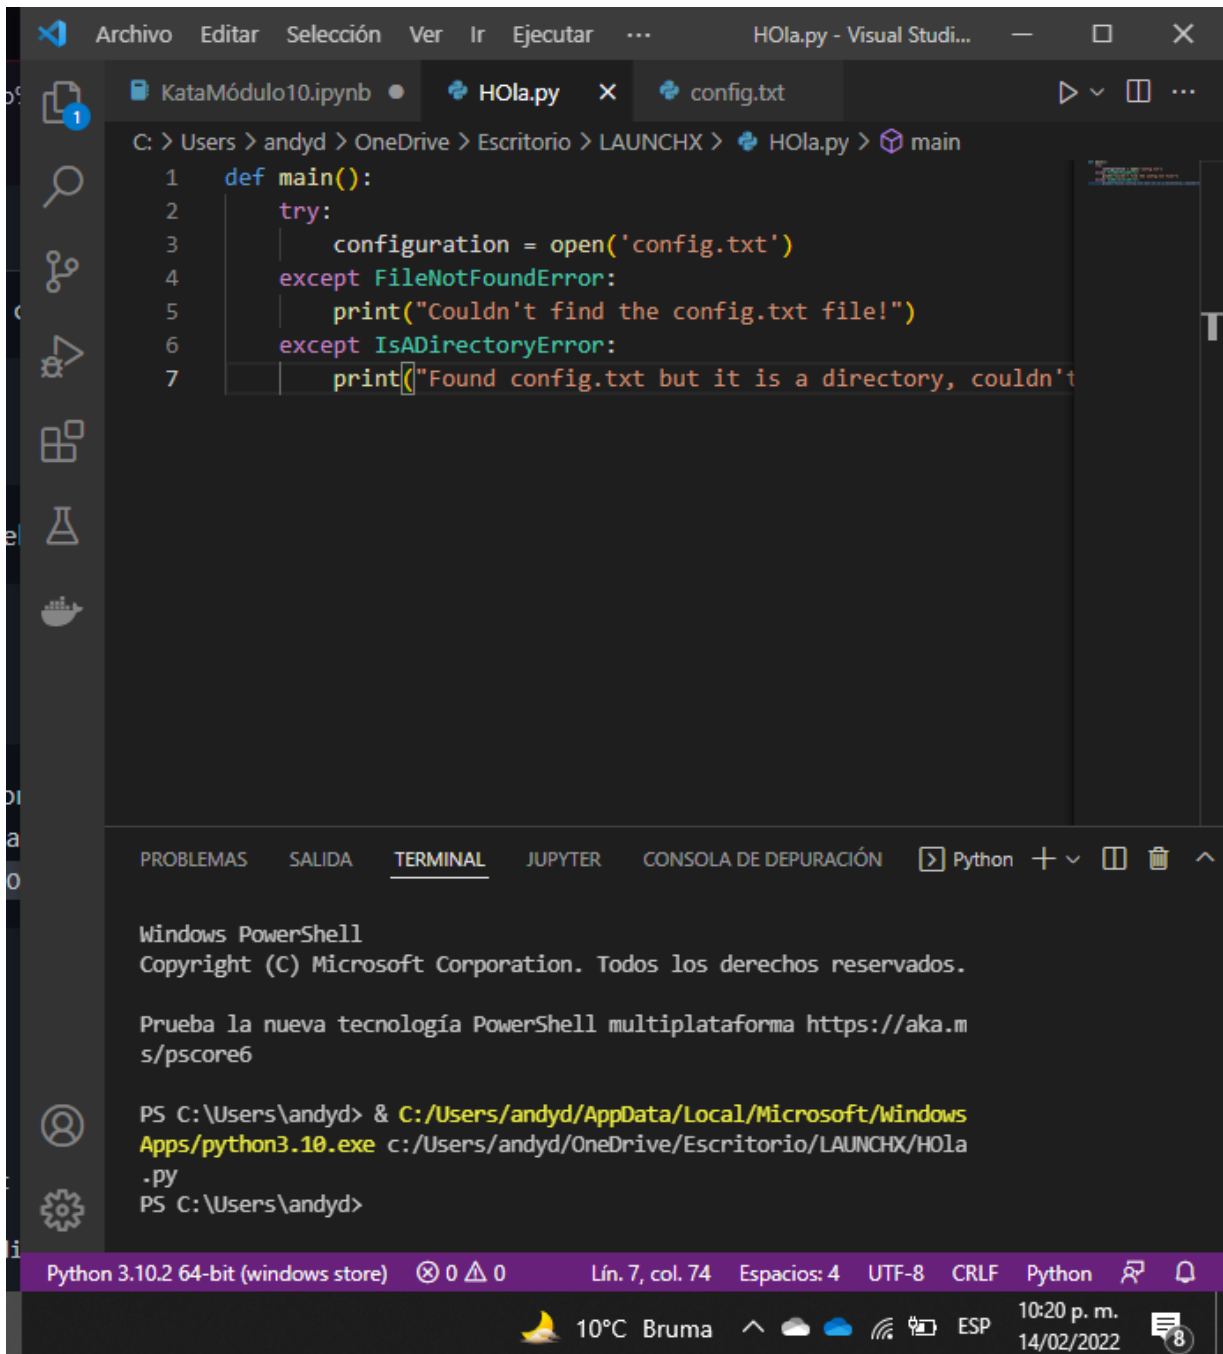 Archivo Editar Selección Ver Ir Ejecutar ··· HOla.py - Visual Studi...
KataMódulo10.ipynb HOla.py config.txt
C: > Users > andyd > OneDrive > Escritorio > LAUNCHX > HOla.py > main
1 def main():
2 try:
3 configuration = open('config.txt')
4 except FileNotFoundError:
5 print("Couldn't find the config.txt file!")
6 except IsADirectoryError:
7 print("Found config.txt but it is a directory, couldn't
1
PROBLEMAS SALIDA TERMINAL JUPYTER CONSOLA DE DEPURACIÓN Python
Windows PowerShell
Copyright (C) Microsoft Corporation. Todos los derechos reservados.
Prueba la nueva tecnología PowerShell multiplataforma https://aka.m
s/pscore6
PS C:\Users\andyd> & C:/Users/andyd/AppData/Local/Microsoft/Windows
Apps/python3.10.exe c:/Users/andyd/OneDrive/Escritorio/LAUNCHX/HOla
.py
PS C:\Users\andyd>
Python 3.10.2 64-bit (windows store) 0 0 Lín. 7, col. 74 Espacios: 4 UTF-8 CRLF Python
10°C Bruma ESP 10:20 p. m.
14/02/2022 8